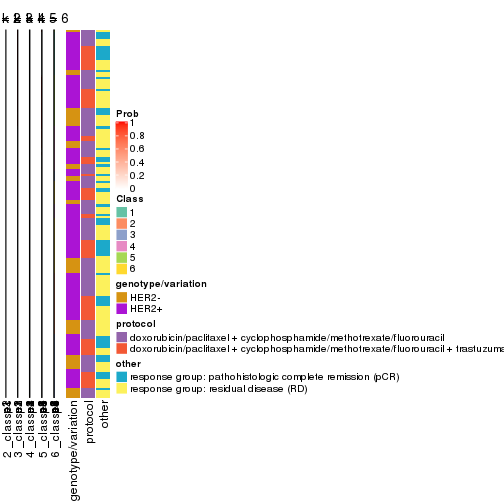 Prob
1
0.8
0.6
0.4
0.2
0
Class
1
2
3
4
5
6
genotype/variation
HER2-
HER2+
protocol
doxorubicin/paclitaxel + cyclophosphamide/methotrexate/fluorouracil
doxorubicin/paclitaxel + cyclophosphamide/methotrexate/fluorouracil + trastuzuma
other
response group: pathohistologic complete remission (pCR)
response group: residual disease (RD)
2_class
3_class
4_class
5_class
6_class
genotype/variation
protocol
other